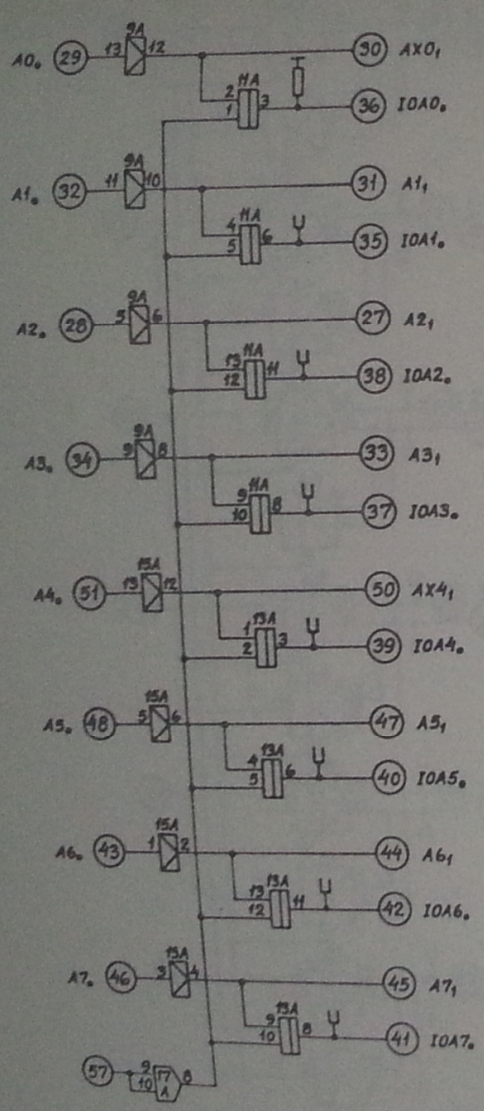 A0₀ 29 13 9A 12 30 AX0₁
2 1 11A 3 36 IOA0₀
A1₀ 32 11 9A 10 31 A1₁
4 5 11A 6 35 IOA1₀
A2₀ 28 5 9A 6 27 A2₁
13 12 11A 11 38 IOA2₀
A3₀ 34 9 9A 8 33 A3₁
9 10 11A 8 37 IOA3₀
A4₀ 51 13 15A 12 50 AX4₁
1 2 13A 3 39 IOA4₀
A5₀ 48 5 15A 6 47 A5₁
4 5 13A 6 40 IOA5₀
A6₀ 43 1 15A 2 44 A6₁
13 12 13A 11 42 IOA6₀
A7₀ 46 3 15A 4 45 A7₁
9 10 13A 8 41 IOA7₀
57 9 10 17 A 8